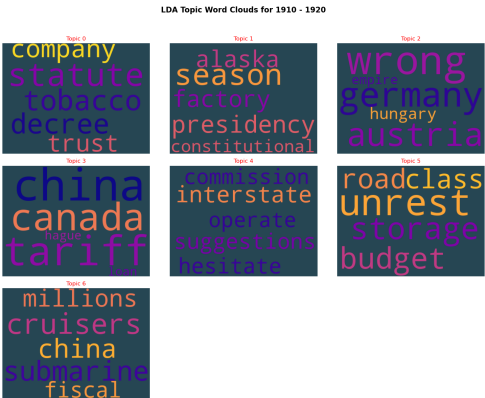 LDA Topic Word Clouds for 1910 - 1920
Topic 0
company
statute
tobacco
decree
trust
Topic 1
alaska
season
factory
presidency
constitutional
Topic 2
wrong
empire
germany
hungary
austria
Topic 3
china
canada
hague
tariff
loan
Topic 4
commission
interstate
operate
suggestions
hesitate
Topic 5
road class
unrest
storage
budget
Topic 6
millions
cruisers
china
submarine
fiscal